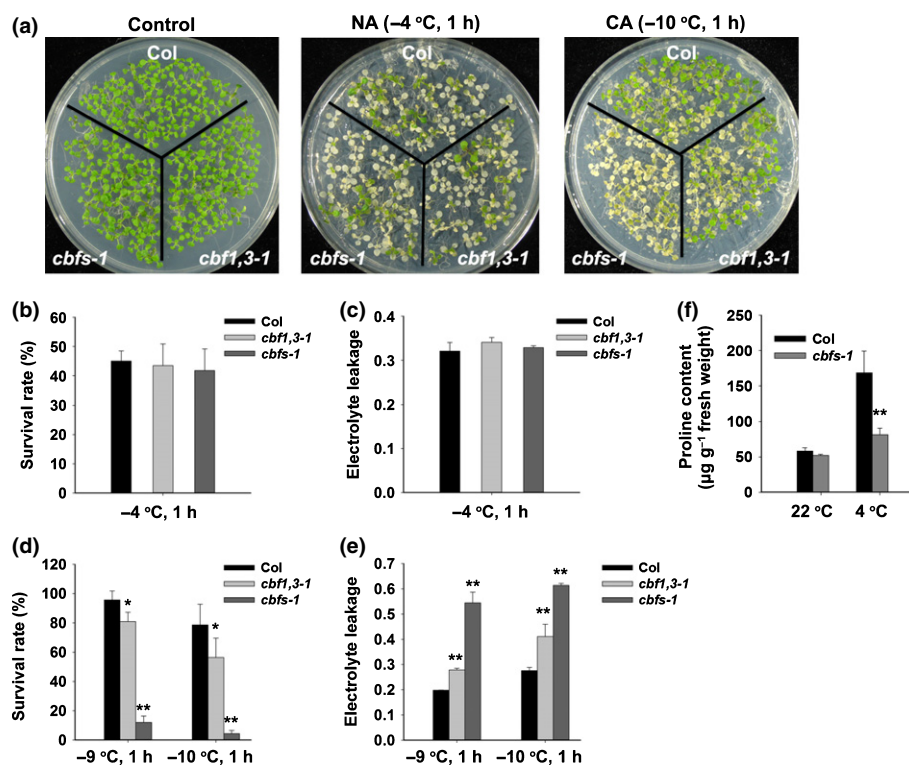 (a)
Control
NA (–4 °C, 1 h)
CA (–10 °C, 1 h)
Col
cbfs-1
cbf1,3-1
Col
cbfs-1
cbf1,3-1
Col
cbfs-1
cbf1,3-1
(b)
Survival rate (%)
60
50
40
30
20
10
0
Col
cbf1,3-1
cbfs-1
–4 °C, 1 h
(c)
Electrolyte leakage
0.4
0.3
0.2
0.1
0.0
Col
cbf1,3-1
cbfs-1
–4 °C, 1 h
(f)
Proline content
(µg g⁻¹ fresh weight)
250
200
150
100
50
0
Col
cbfs-1
**
22 °C
4 °C
(d)
Survival rate (%)
120
100
80
60
40
20
0
Col
cbf1,3-1
cbfs-1
*
**
*
**
–9 °C, 1 h
–10 °C, 1 h
(e)
Electrolyte leakage
0.7
0.6
0.5
0.4
0.3
0.2
0.1
0.0
Col
cbf1,3-1
cbfs-1
**
**
**
**
–9 °C, 1 h
–10 °C, 1 h